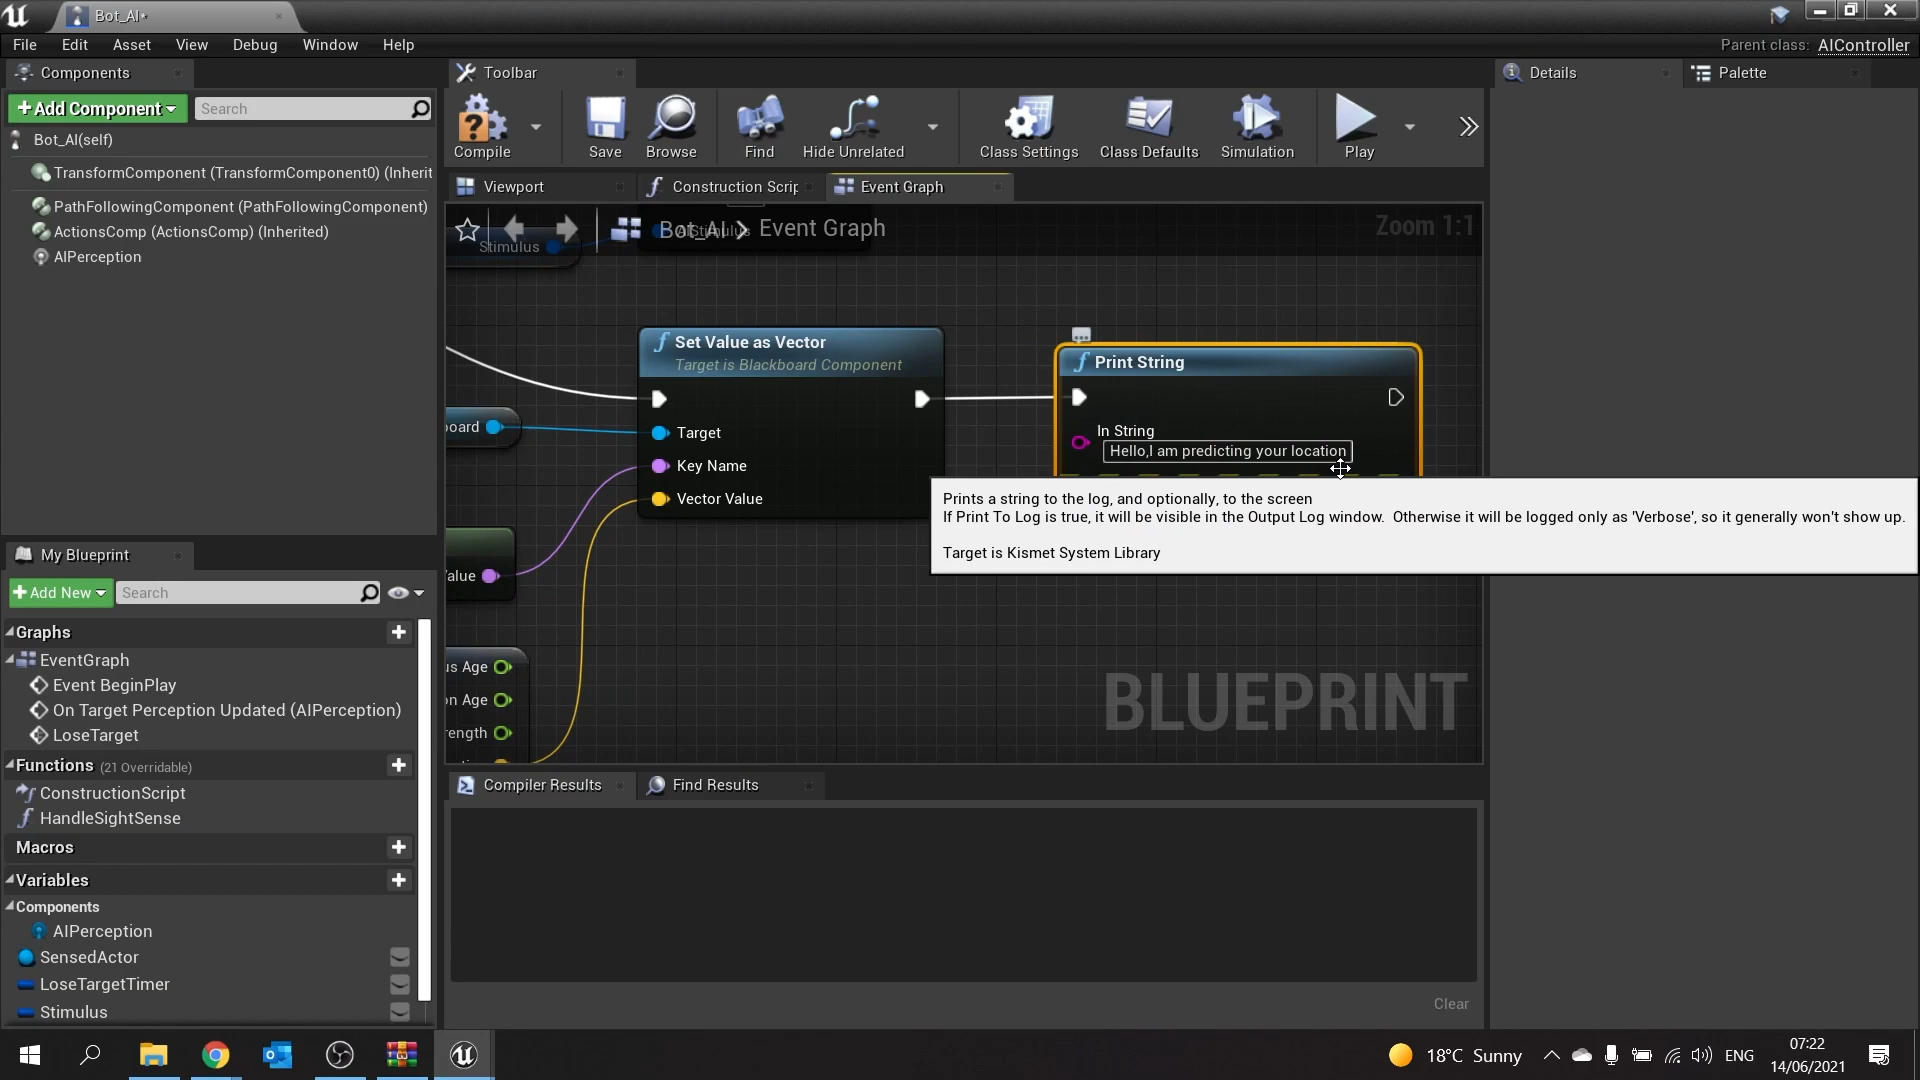 Bot_AI*
File Edit Asset View Debug Window Help
Parent class: AIController
Components
Toolbar
Details
Palette
Add Component
Search
Bot_AI(self)
TransformComponent (TransformComponent0) (Inherit
PathFollowingComponent (PathFollowingComponent)
ActionsComp (ActionsComp) (Inherited)
AIPerception
Compile
Save
Browse
Find
Hide Unrelated
Class Settings
Class Defaults
Simulation
Play
Viewport
Construction Scrip
Event Graph
Bot_AI
Event Graph
Zoom 1:1
Stimulus
AIStimulus
Set Value as Vector
Target is Blackboard Component
Target
Key Name
Vector Value
oard
alue
us Age
on Age
rength
Print String
In String
Hello,I am predicting your location
Prints a string to the log, and optionally, to the screen
If Print To Log is true, it will be visible in the Output Log window. Otherwise it will be logged only as 'Verbose', so it generally won't show up.
Target is Kismet System Library
BLUEPRINT
My Blueprint
Add New
Search
Graphs
EventGraph
Event BeginPlay
On Target Perception Updated (AIPerception)
LoseTarget
Functions (21 Overridable)
ConstructionScript
HandleSightSense
Macros
Variables
Components
AIPerception
SensedActor
LoseTargetTimer
Stimulus
Compiler Results
Find Results
Clear
18°C Sunny
ENG
07:22
14/06/2021